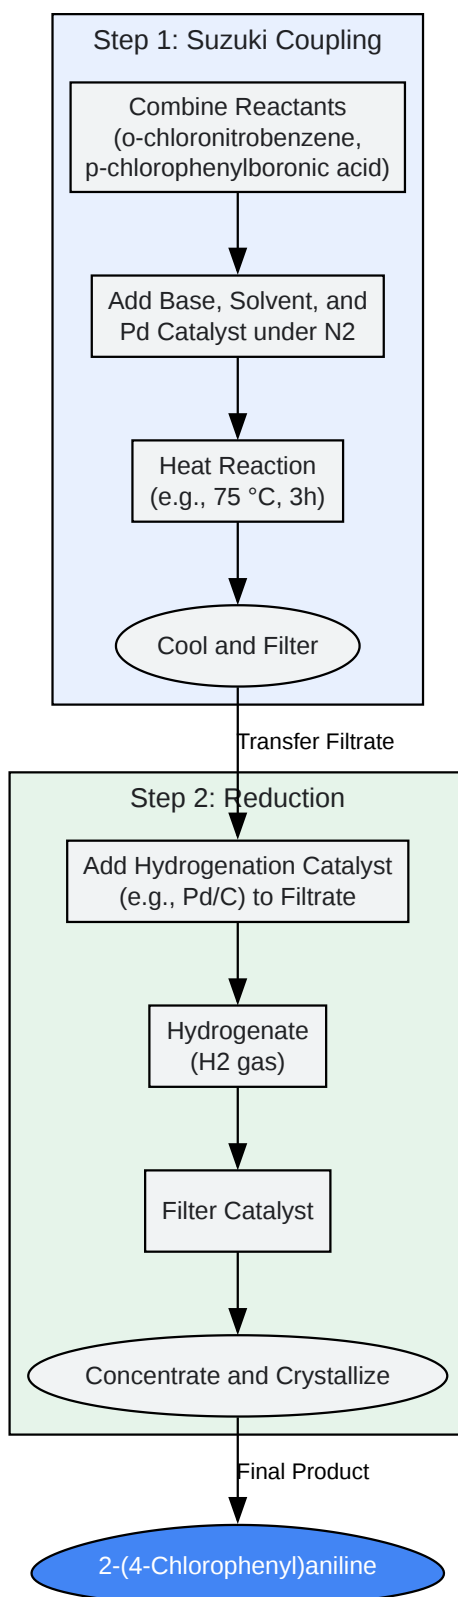 Step 1: Suzuki Coupling
Combine Reactants
(o-chloronitrobenzene,
p-chlorophenylboronic acid)
Add Base, Solvent, and
Pd Catalyst under N2
Heat Reaction
(e.g., 75 °C, 3h)
Cool and Filter
Transfer Filtrate
Step 2: Reduction
Add Hydrogenation Catalyst
(e.g., Pd/C) to Filtrate
Hydrogenate
(H2 gas)
Filter Catalyst
Concentrate and Crystallize
Final Product
2-(4-Chlorophenyl)aniline